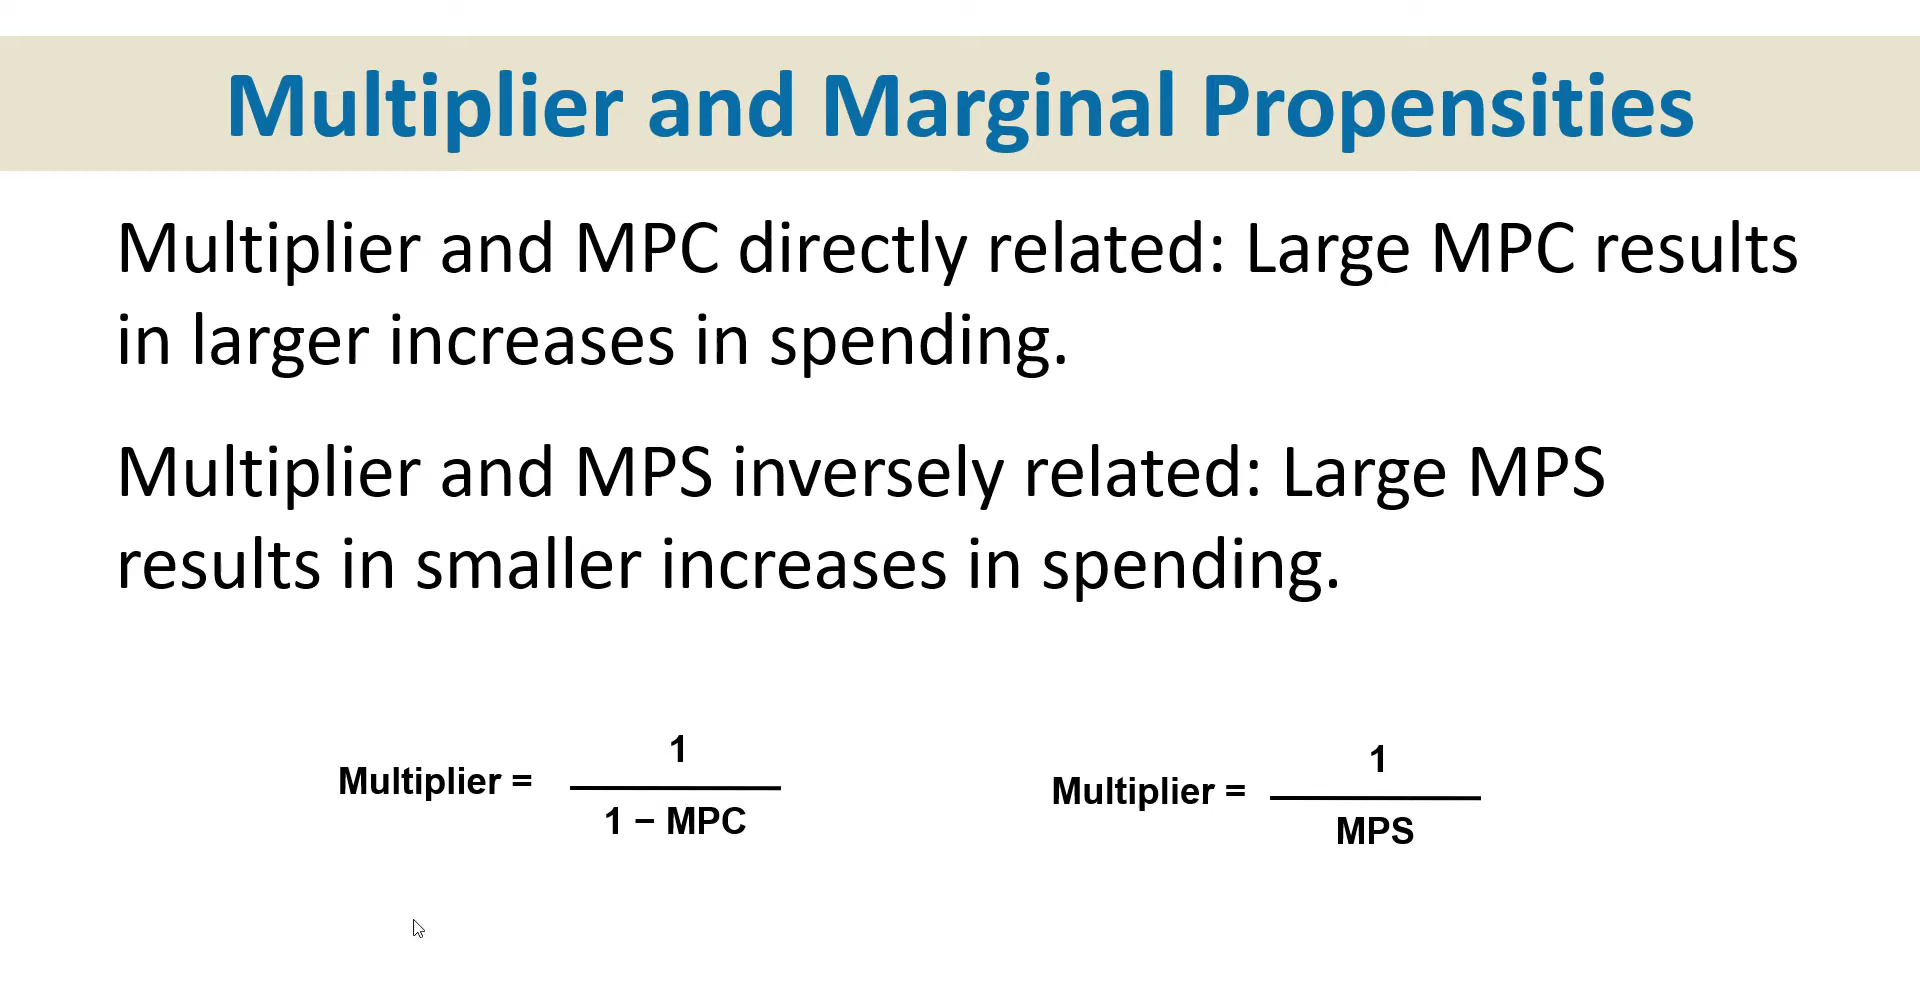 Multiplier and Marginal Propensities
Multiplier and MPC directly related: Large MPC results
in larger increases in spending.
Multiplier and MPS inversely related: Large MPS
results in smaller increases in spending.
Multiplier =
1
1 − MPC
Multiplier =
1
MPS